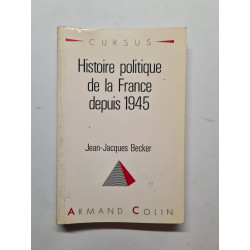 CURSUS
Histoire politique
de la France
depuis 1945
Jean-Jacques Becker
ARMAND COLIN